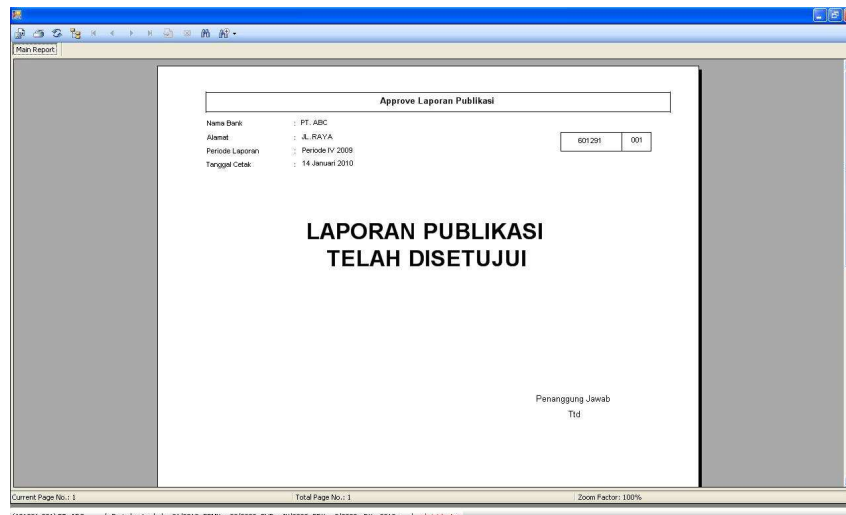 Main Report
Approve Laporan Publikasi
Nama Bank : PT. ABC
Alamat : JL.RAYA
Periode Laporan : Periode IV 2009
Tanggal Cetak : 14 Januari 2010
601291 001
LAPORAN PUBLIKASI
TELAH DISETUJUI
Penanggung Jawab
Ttd
Current Page No.: 1 Total Page No.: 1 Zoom Factor: 100%